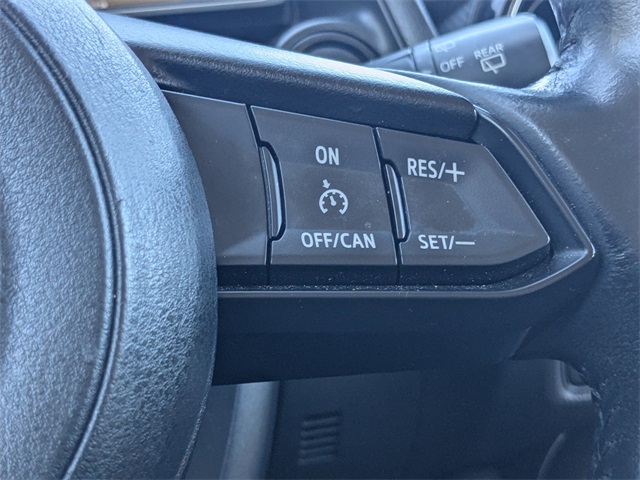 OFF
REAR
ON
RES/+
OFF/CAN
SET/—